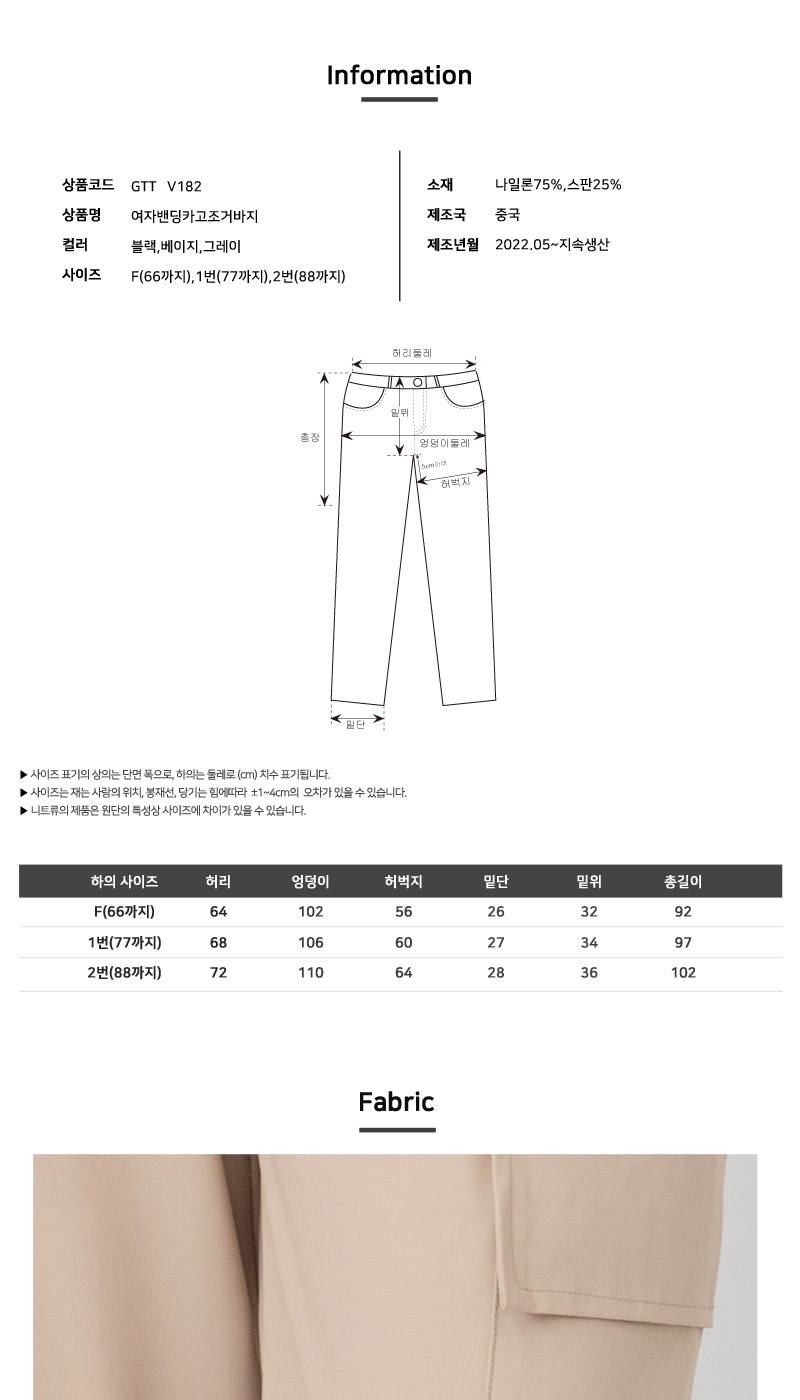 Information
상품코드 GTT V182
상품명 여자밴딩카고조거바지
컬러 블랙,베이지,그레이
사이즈 F(66까지),1번(77까지),2번(88까지)
소재 나일론75%,스판25%
제조국 중국
제조년월 2022.05~지속생산
허리둘레
밑위
총장
엉덩이둘레
5cm아래
허벅지
밑단
▶ 사이즈 표기의 상의는 단면 폭으로, 하의는 둘레로 (cm) 치수 표기됩니다.
▶ 사이즈는 재는 사람의 위치, 봉재선, 당기는 힘에따라 ±1~4cm의 오차가 있을 수 있습니다.
▶ 니트류의 제품은 원단의 특성상 사이즈에 차이가 있을 수 있습니다.
하의 사이즈 허리 엉덩이 허벅지 밑단 밑위 총길이
F(66까지) 64 102 56 26 32 92
1번(77까지) 68 106 60 27 34 97
2번(88까지) 72 110 64 28 36 102
Fabric